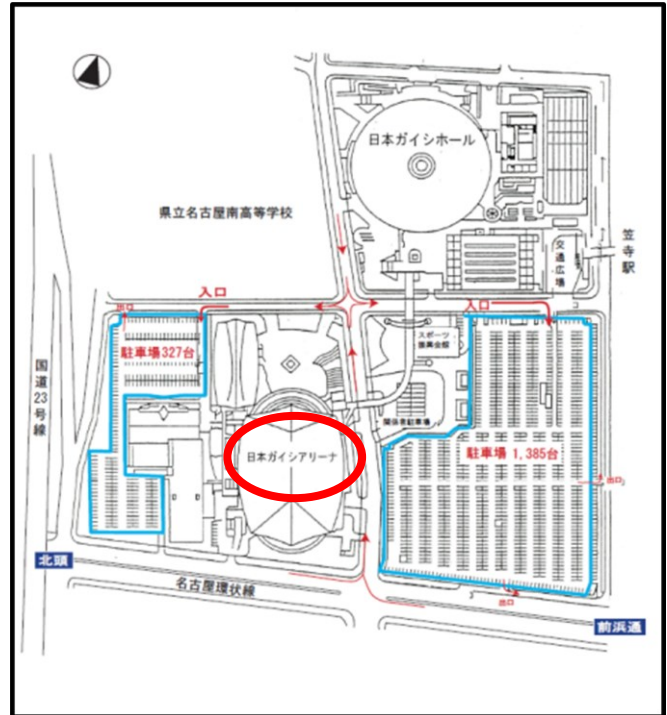 日本ガイシホール
県立名古屋南高等学校
笠寺駅
交通広場
入口
入口
出口
スポーツ
振興会館
駐車場327台
国道23号線
関係者駐車場
日本ガイシアリーナ
駐車場 1,385台
出口
北頭
名古屋環状線
出口
前浜通